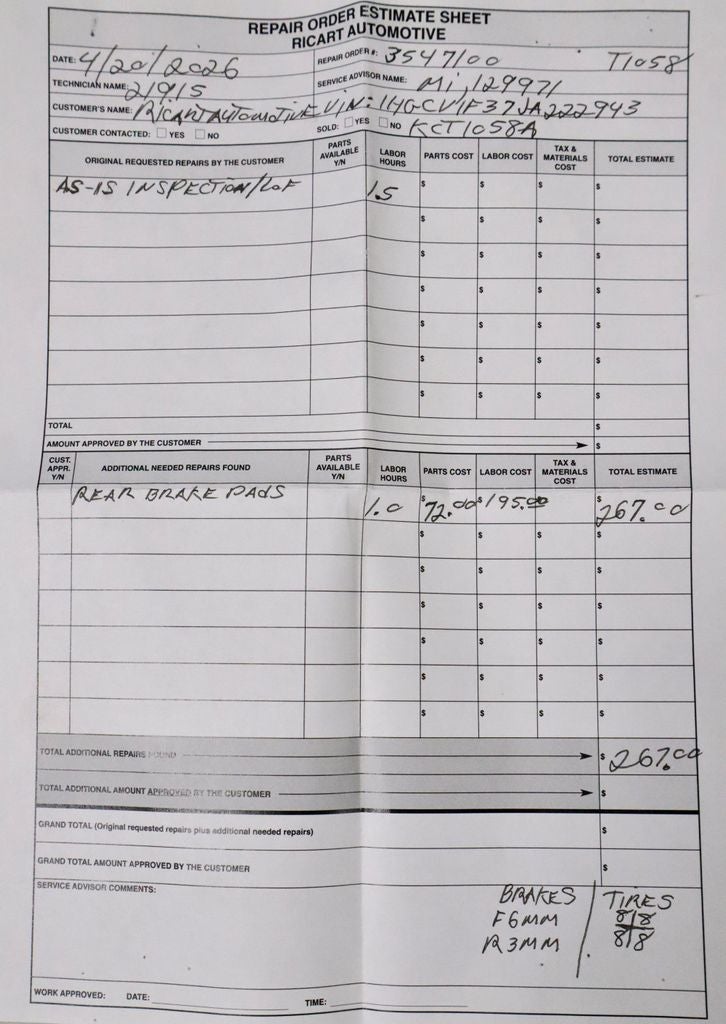 REPAIR ORDER ESTIMATE SHEET
RICART AUTOMOTIVE
DATE: 4/20/2026 REPAIR ORDER #: 3547100 T1058
TECHNICIAN NAME: 21915 SERVICE ADVISOR NAME: Mi, 129971
CUSTOMER'S NAME: RICART AUTOMOTIVE VIN: 1HGCV1F37JA222943
CUSTOMER CONTACTED: YES NO SOLD: YES NO KCT1058A
ORIGINAL REQUESTED REPAIRS BY THE CUSTOMER PARTS AVAILABLE Y/N LABOR HOURS PARTS COST LABOR COST TAX & MATERIALS COST TOTAL ESTIMATE
AS-IS INSPECTION/LOF 1.5 $ $ $ $
$ $ $ $
$ $ $ $
$ $ $ $
$ $ $ $
$ $ $ $
$ $ $ $
TOTAL $
AMOUNT APPROVED BY THE CUSTOMER $
CUST. APPR. Y/N ADDITIONAL NEEDED REPAIRS FOUND PARTS AVAILABLE Y/N LABOR HOURS PARTS COST LABOR COST TAX & MATERIALS COST TOTAL ESTIMATE
REAR BRAKE PADS 1.0 $72.00 $195.00 $267.00
$ $ $ $
$ $ $ $
$ $ $ $
$ $ $ $
$ $ $ $
$ $ $ $
TOTAL ADDITIONAL REPAIRS FOUND $267.00
TOTAL ADDITIONAL AMOUNT APPROVED BY THE CUSTOMER $
GRAND TOTAL (Original requested repairs plus additional needed repairs) $
GRAND TOTAL AMOUNT APPROVED BY THE CUSTOMER $
SERVICE ADVISOR COMMENTS:
BRAKES TIRES
F6MM 8|8
R3MM 8|8
WORK APPROVED: DATE: TIME: